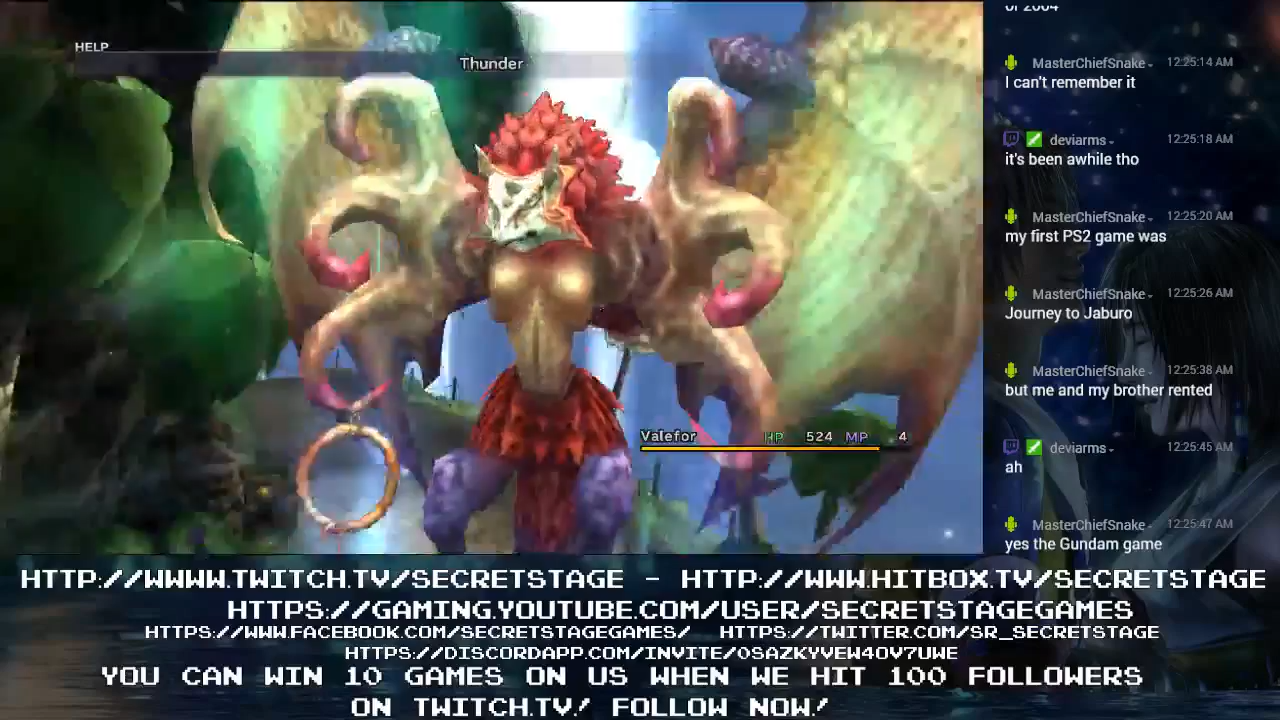 HELP
Thunder
Valefor HP 524 MP 4
MasterChiefSnake 12:25:14 AM
I can't remember it
deviarms 12:25:18 AM
it's been awhile tho
MasterChiefSnake 12:25:20 AM
my first PS2 game was
MasterChiefSnake 12:25:26 AM
Journey to Jaburo
MasterChiefSnake 12:25:38 AM
but me and my brother rented
deviarms 12:25:45 AM
ah
MasterChiefSnake 12:25:47 AM
yes the Gundam game
HTTP://WWWW.TWITCH.TV/SECRETSTAGE - HTTP://WWW.HITBOX.TV/SECRETSTAGE
HTTPS://GAMING.YOUTUBE.COM/USER/SECRETSTAGEGAMES
HTTPS://WWW.FACEBOOK.COM/SECRETSTAGEGAMES/ HTTPS://TWITTER.COM/SR_SECRETSTAGE
HTTPS://DISCORDAPP.COM/INVITE/0SAZKYVEW4OV7UWE
YOU CAN WIN 10 GAMES ON US WHEN WE HIT 100 FOLLOWERS
ON TWITCH.TV! FOLLOW NOW!